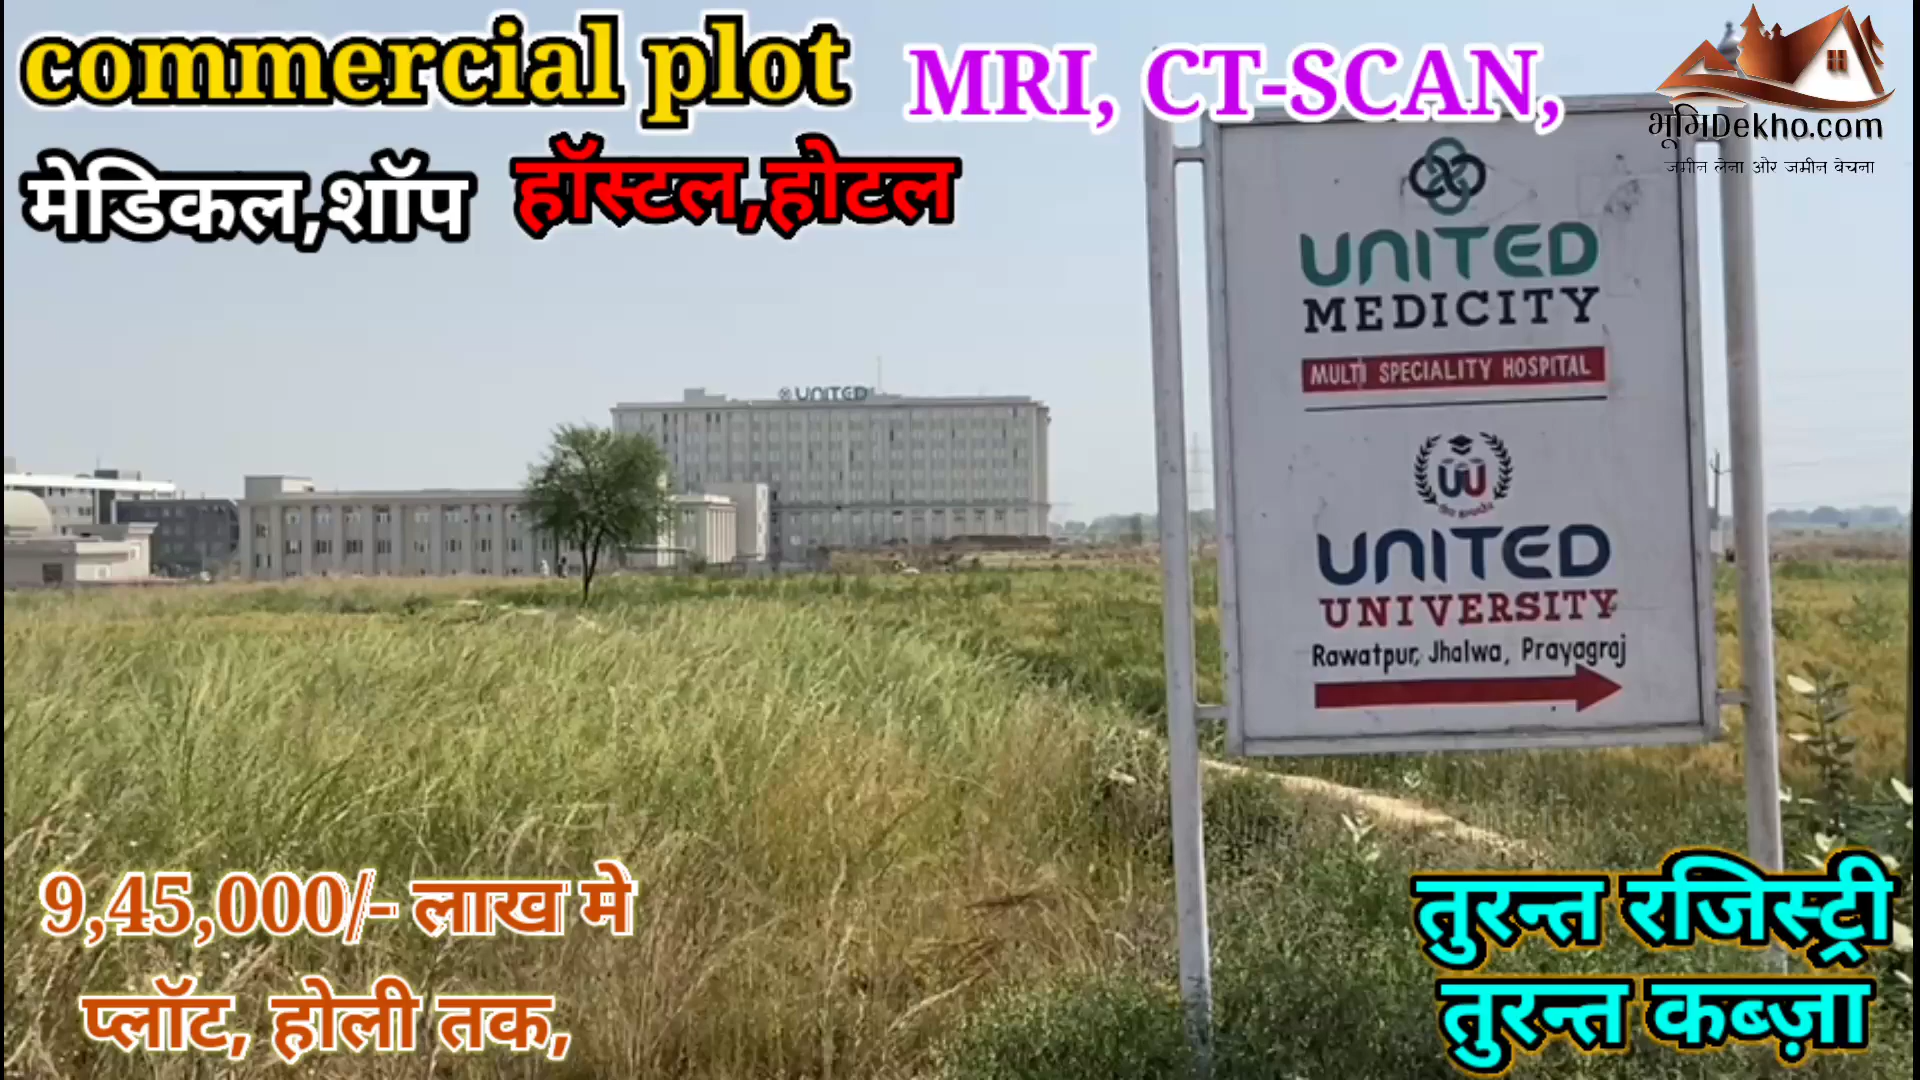 commercial plot
MRI, CT-SCAN,
भूमिDekho.com
जमीन लेना और जमीन बेचना
मेडिकल,शॉप
हॉस्टल,होटल
UNITED
MEDICITY
MULTI SPECIALITY HOSPITAL
UNITED
UNITED
UNIVERSITY
Rawatpur, Jhalwa, Prayagraj
9,45,000/- लाख मे
प्लॉट, होली तक,
तुरन्त रजिस्ट्री
तुरन्त कब्ज़ा